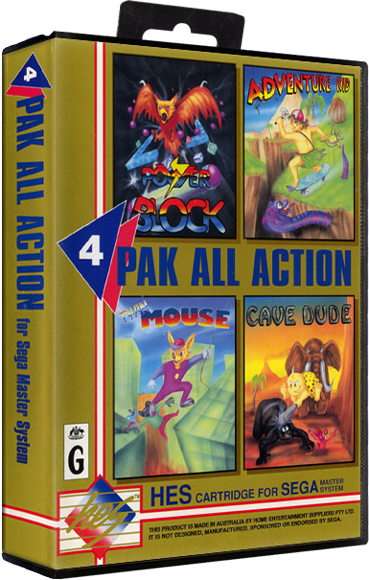 4
PAK ALL ACTION
for Sega Master System
POWER
BLOCK
ADVENTURE KID
4
PAK ALL ACTION
TWIN
MOUSE
CAVE DUDE
G
HES
TM
HES CARTRIDGE FOR SEGA MASTER SYSTEM
THIS PRODUCT IS MADE IN AUSTRALIA BY HOME ENTERTAINMENT SUPPLIERS PTY LTD.
IT IS NOT DESIGNED, MANUFACTURED, SPONSORED OR ENDORSED BY SEGA.